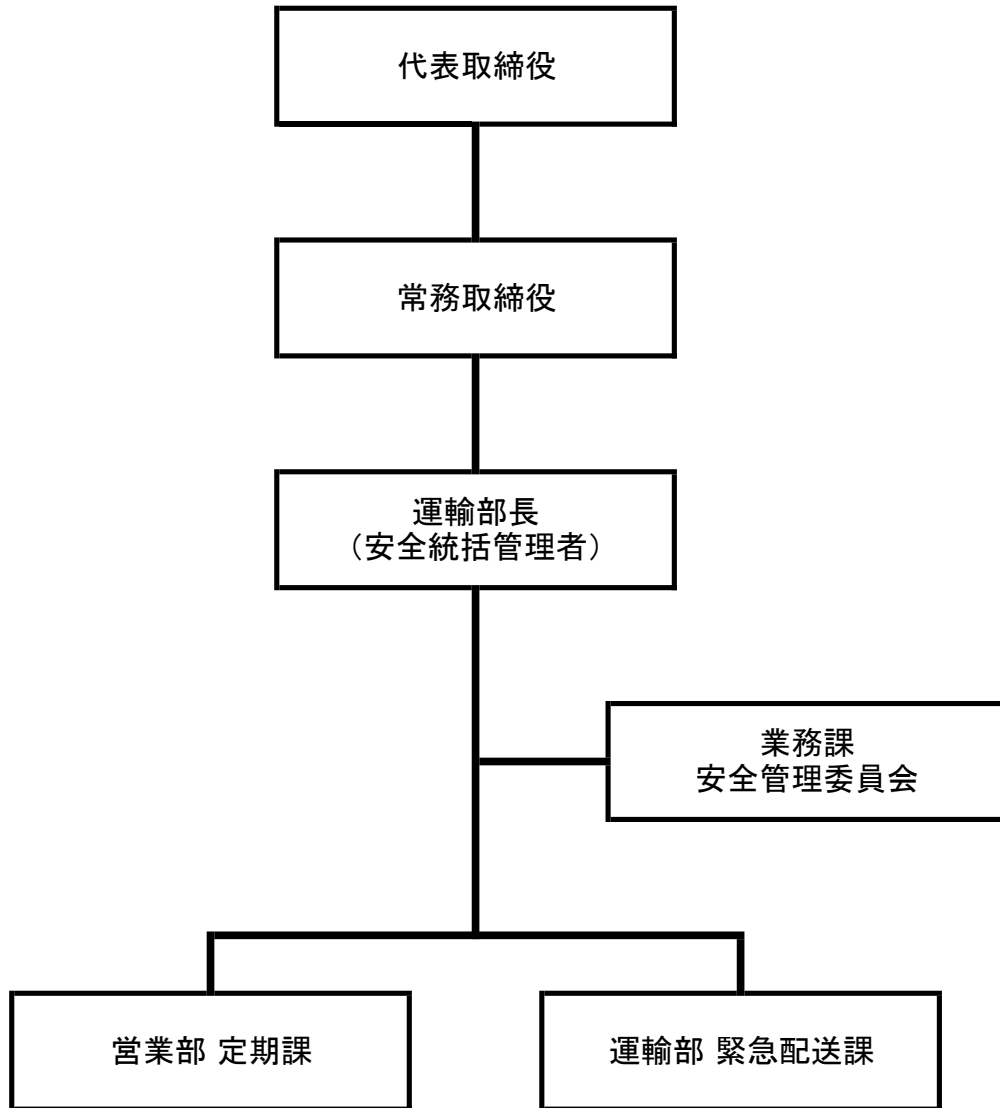 代表取締役
常務取締役
運輸部長
（安全統括管理者）
業務課
安全管理委員会
営業部 定期課
運輸部 緊急配送課